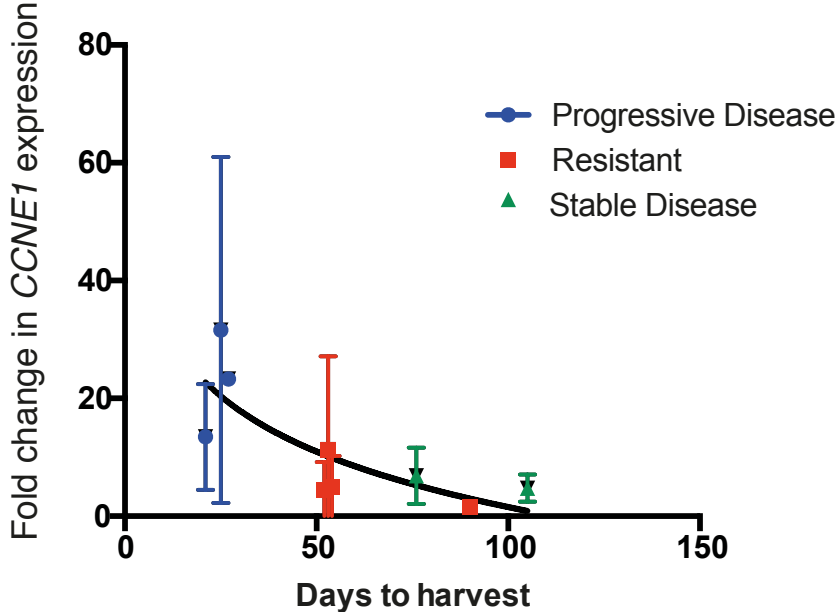 Fold change in CCNE1 expression
80
60
40
20
0
0
50
100
150
Days to harvest
Progressive Disease
Resistant
Stable Disease